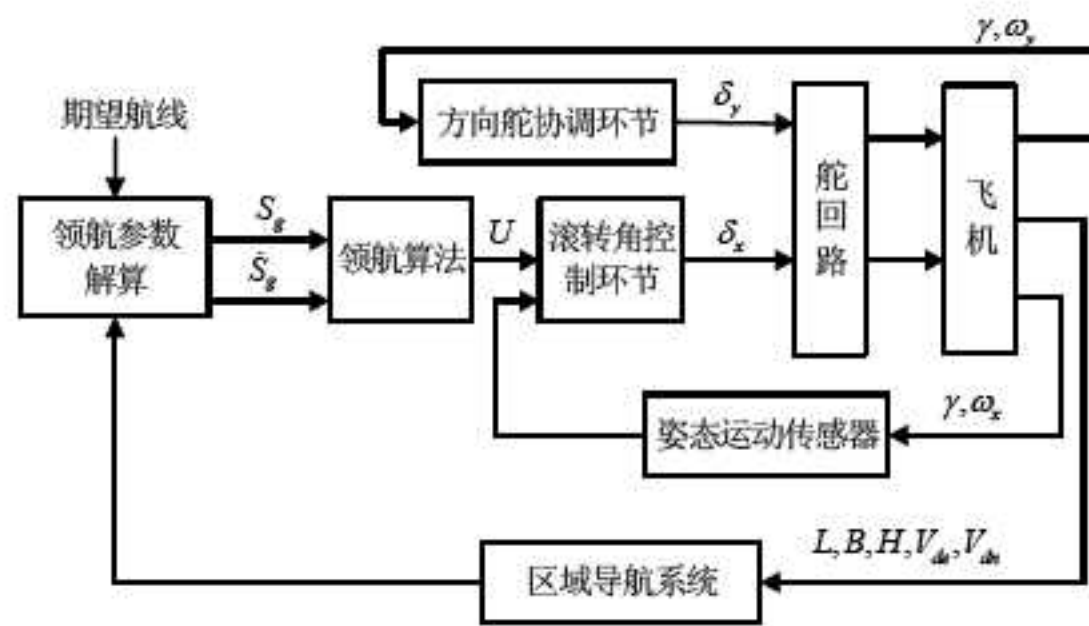 γ, ω_y
期望航线
方向舵协调环节
δ_y
舵回路
飞机
领航参数
解算
S_g
Ṡ_g
领航算法
U
滚转角控
制环节
δ_x
γ, ω_x
姿态运动传感器
L, B, H, V_de, V_dn
区域导航系统